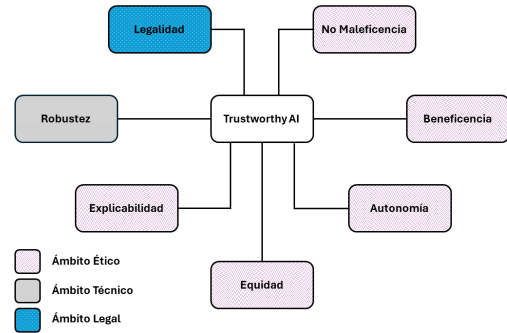 Legalidad
No Maleficencia
Robustez
Trustworthy AI
Beneficencia
Explicabilidad
Autonomía
Equidad
Ámbito Ético
Ámbito Técnico
Ámbito Legal